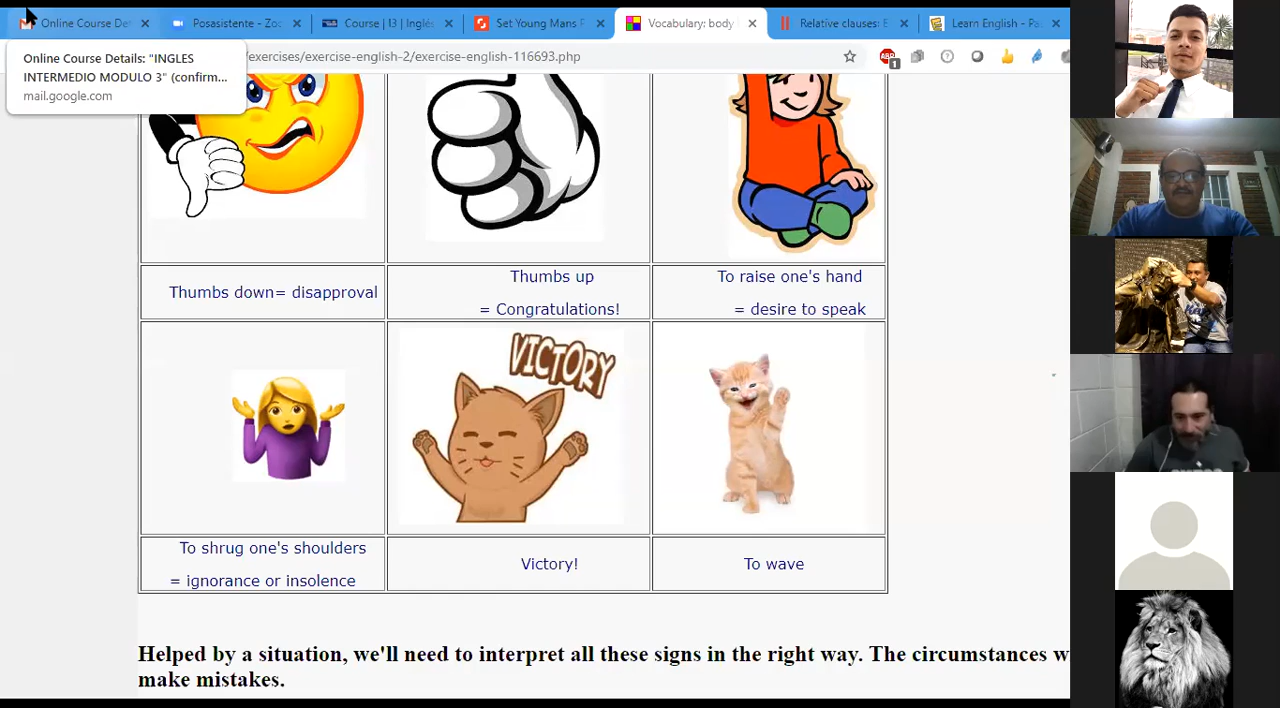 Online Course Det
Posasistente - Zoo
Course | I3 | Inglés
Set Young Mans P
Vocabulary: body l
Relative clauses: E
Learn English - Pa
Online Course Details: "INGLES
INTERMEDIO MODULO 3" (confirm...
mail.google.com
exercises/exercise-english-2/exercise-english-116693.php
1
Thumbs down= disapproval
Thumbs up
= Congratulations!
To raise one's hand
= desire to speak
VICTORY
To shrug one's shoulders
= ignorance or insolence
Victory!
To wave
Helped by a situation, we'll need to interpret all these signs in the right way. The circumstances w
make mistakes.